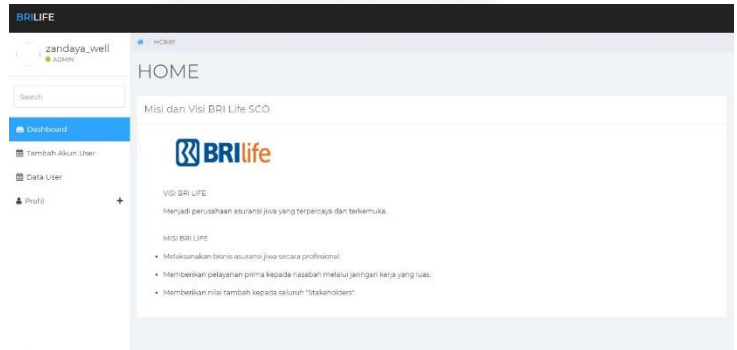 BRILIFE
zandaya_well
ADMIN
Search
Dashboard
Tambah Akun User
Data User
Profil +
/ HOME
HOME
Misi dan Visi BRI Life SCO
BRIlife
VISI BRI LIFE
Menjadi perusahaan asuransi jiwa yang terpercaya dan terkemuka.
MISI BRI LIFE
• Melaksanakan bisnis asuransi jiwa secara profesional.
• Memberikan pelayanan prima kepada nasabah melalui jaringan kerja yang luas.
• Memberikan nilai tambah kepada seluruh "Stakeholders".